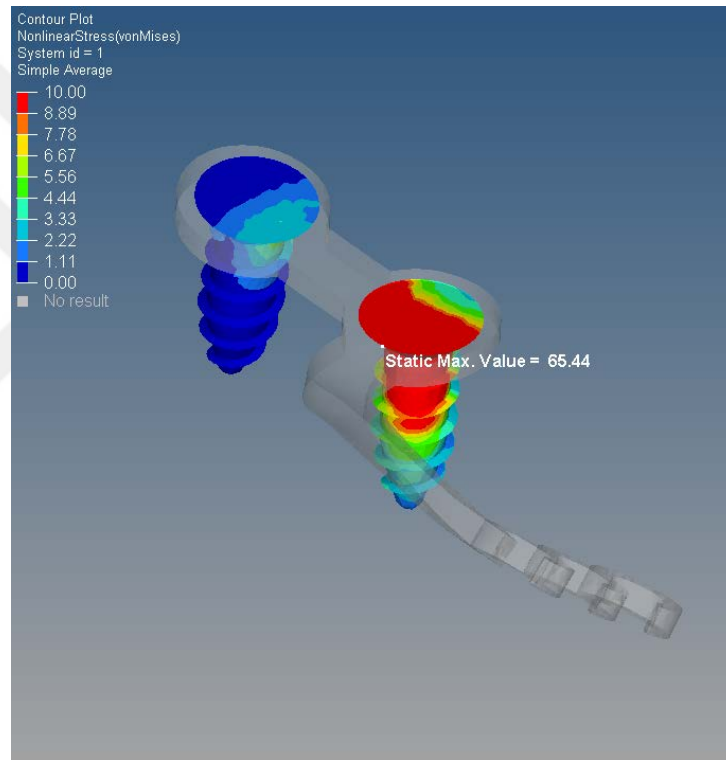 Contour Plot
NonlinearStress(vonMises)
System id = 1
Simple Average
10.00
8.89
7.78
6.67
5.56
4.44
3.33
2.22
1.11
0.00
No result
Static Max. Value = 65.44